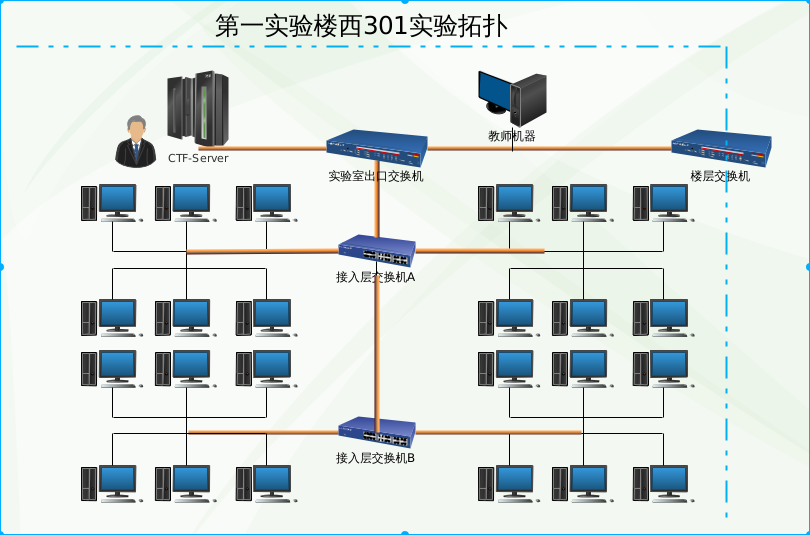 第一实验楼西301实验拓扑
教师机器
CTF-Server
实验室出口交换机
楼层交换机
接入层交换机A
接入层交换机B